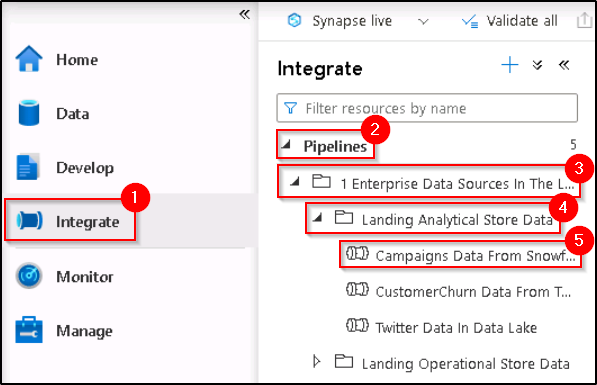 Synapse live
Validate all
Home
Data
Develop
1
Integrate
Monitor
Manage
Integrate
Filter resources by name
2
Pipelines
5
3
1 Enterprise Data Sources In The L...
4
Landing Analytical Store Data
5
Campaigns Data From Snowf...
CustomerChurn Data From T...
Twitter Data In Data Lake
Landing Operational Store Data